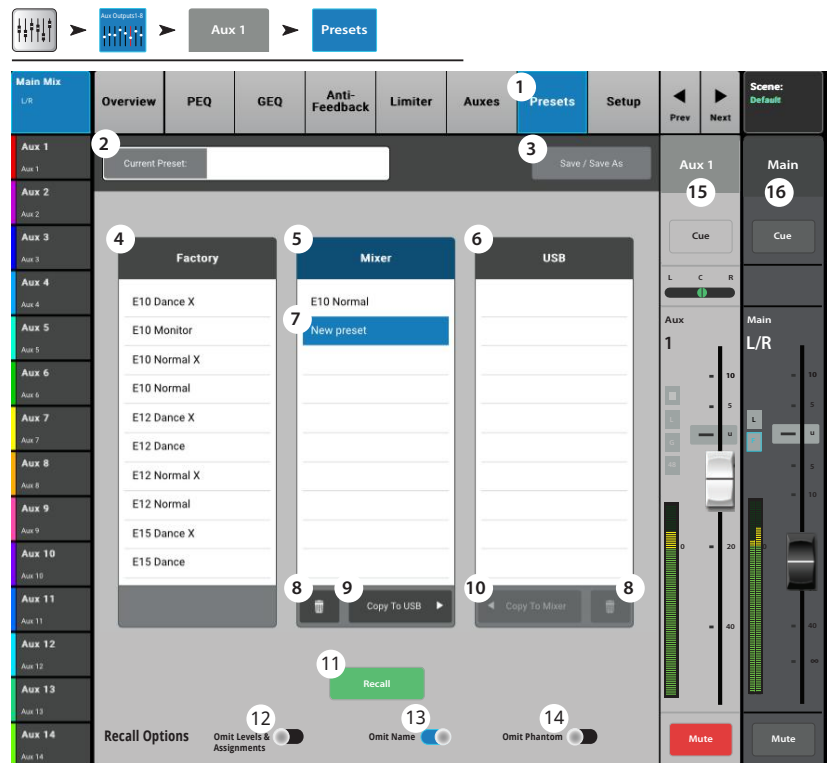 Aux Outputs1-8
Aux 1
Presets
Main Mix
L/R
Overview
PEQ
GEQ
Anti-
Feedback
Limiter
Auxes
1
Presets
Setup
Prev
Next
Scene:
Default
Aux 1
Aux 1
Aux 2
Aux 2
Aux 3
Aux 3
Aux 4
Aux 4
Aux 5
Aux 5
Aux 6
Aux 6
Aux 7
Aux 7
Aux 8
Aux 8
Aux 9
Aux 9
Aux 10
Aux 10
Aux 11
Aux 11
Aux 12
Aux 12
Aux 13
Aux 13
Aux 14
Aux 14
2
Current Preset:
3
Save / Save As
4
Factory
E10 Dance X
E10 Monitor
E10 Normal X
E10 Normal
E12 Dance X
E12 Dance
E12 Normal X
E12 Normal
E15 Dance X
E15 Dance
5
Mixer
E10 Normal
7
New preset
8
9
Copy To USB
6
USB
10
Copy To Mixer
8
11
Recall
Recall Options
12
Omit Levels &
Assignments
13
Omit Name
14
Omit Phantom
Aux 1
15
Cue
L C R
Aux
1
10
5
U
5
0
20
40
Mute
Main
16
Cue
Main
L/R
10
5
L
U
5
10
0
20
40
∞
Mute